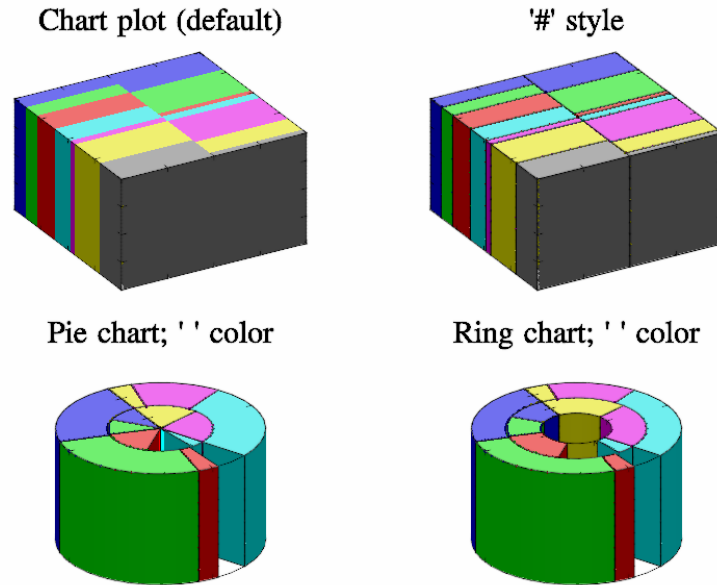 Chart plot (default)
'#' style
Pie chart; ' ' color
Ring chart; ' ' color